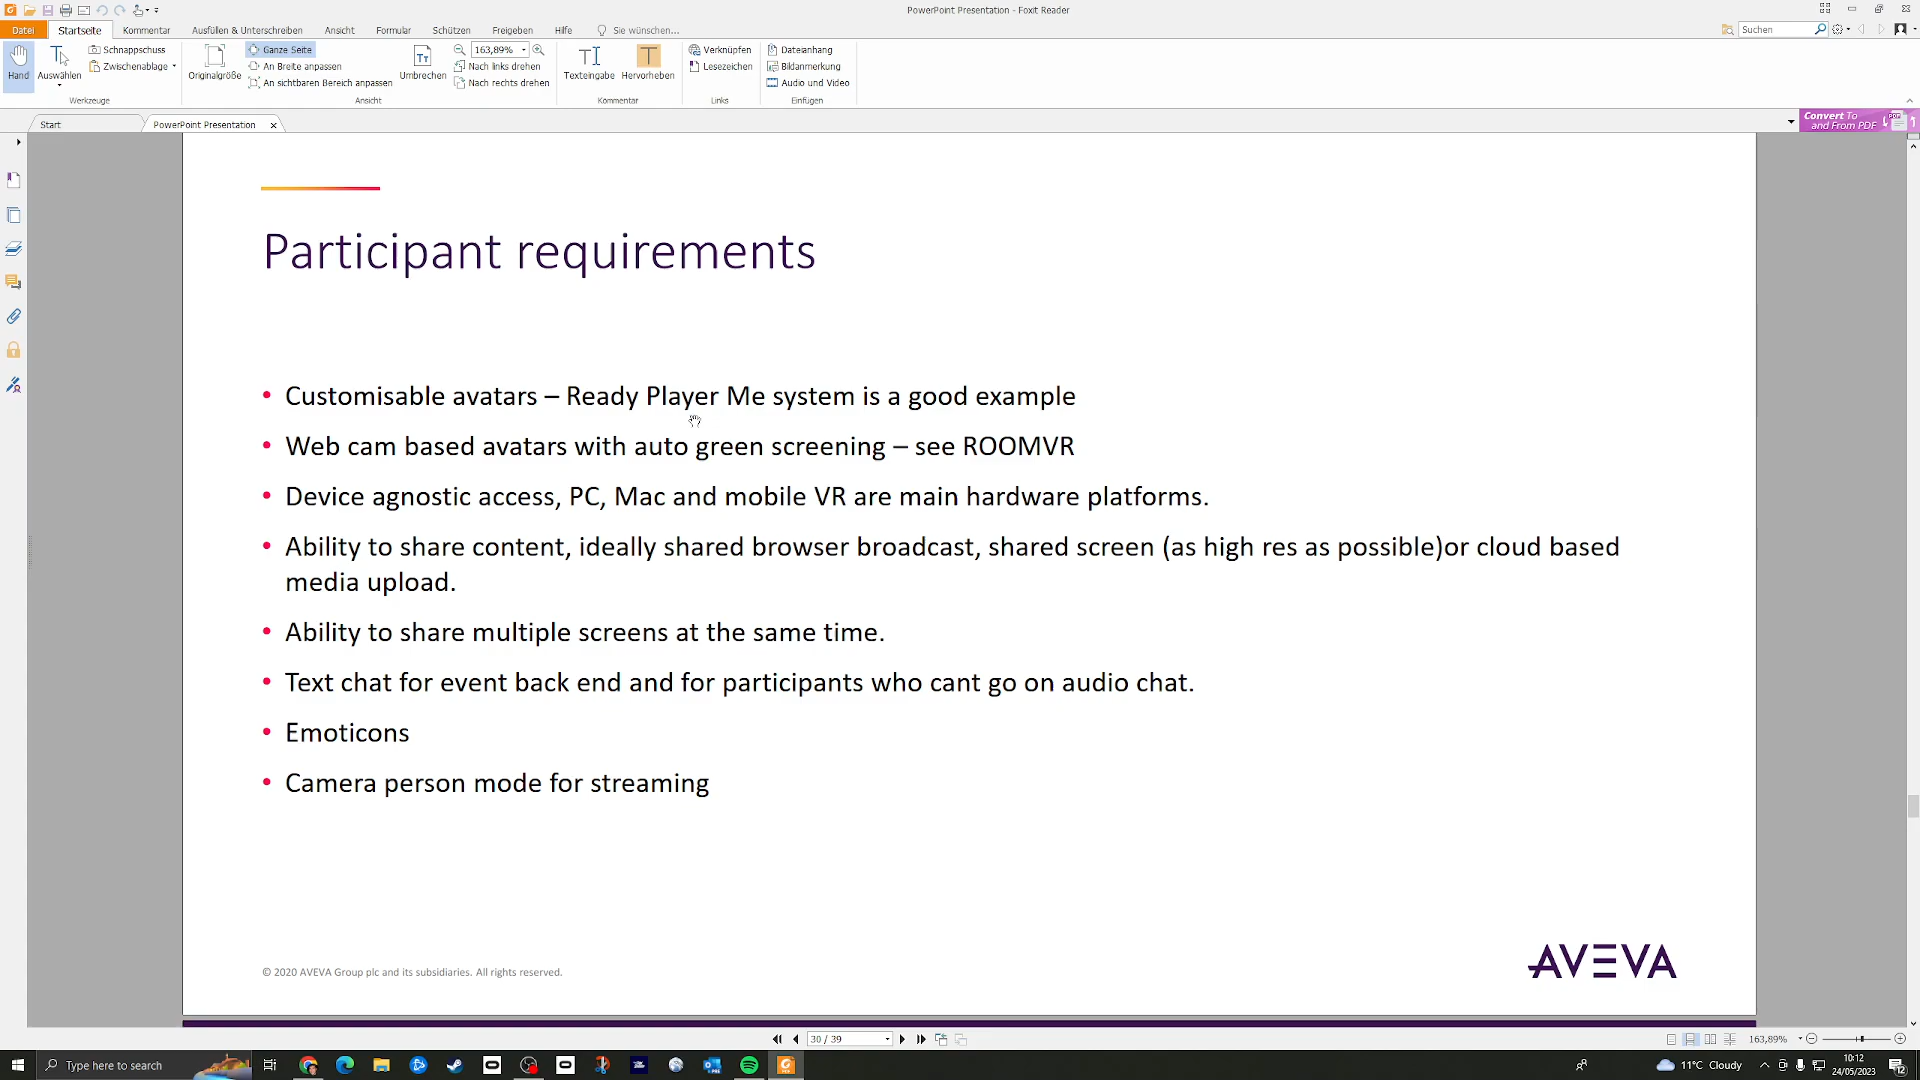 PowerPoint Presentation - Foxit Reader
Datei Startseite Kommentar Ausfüllen & Unterschreiben Ansicht Formular Schützen Freigeben Hilfe Sie wünschen... Suchen
Hand
Auswählen
Schnappschuss
Zwischenablage
Werkzeuge
Originalgröße
Ganze Seite
An Breite anpassen
An sichtbaren Bereich anpassen
Umbrechen
163,89%
Nach links drehen
Nach rechts drehen
Ansicht
Texteingabe
Hervorheben
Kommentar
Verknüpfen
Lesezeichen
Links
Dateianhang
Bildanmerkung
Audio und Video
Einfügen
Start
PowerPoint Presentation
Convert To
and From PDF
Participant requirements
• Customisable avatars – Ready Player Me system is a good example
• Web cam based avatars with auto green screening – see ROOMVR
• Device agnostic access, PC, Mac and mobile VR are main hardware platforms.
• Ability to share content, ideally shared browser broadcast, shared screen (as high res as possible)or cloud based
media upload.
• Ability to share multiple screens at the same time.
• Text chat for event back end and for participants who cant go on audio chat.
• Emoticons
• Camera person mode for streaming
© 2020 AVEVA Group plc and its subsidiaries. All rights reserved.
AVEVA
30 / 39
163,89%
Type here to search
11°C Cloudy
10:12
24/05/2023